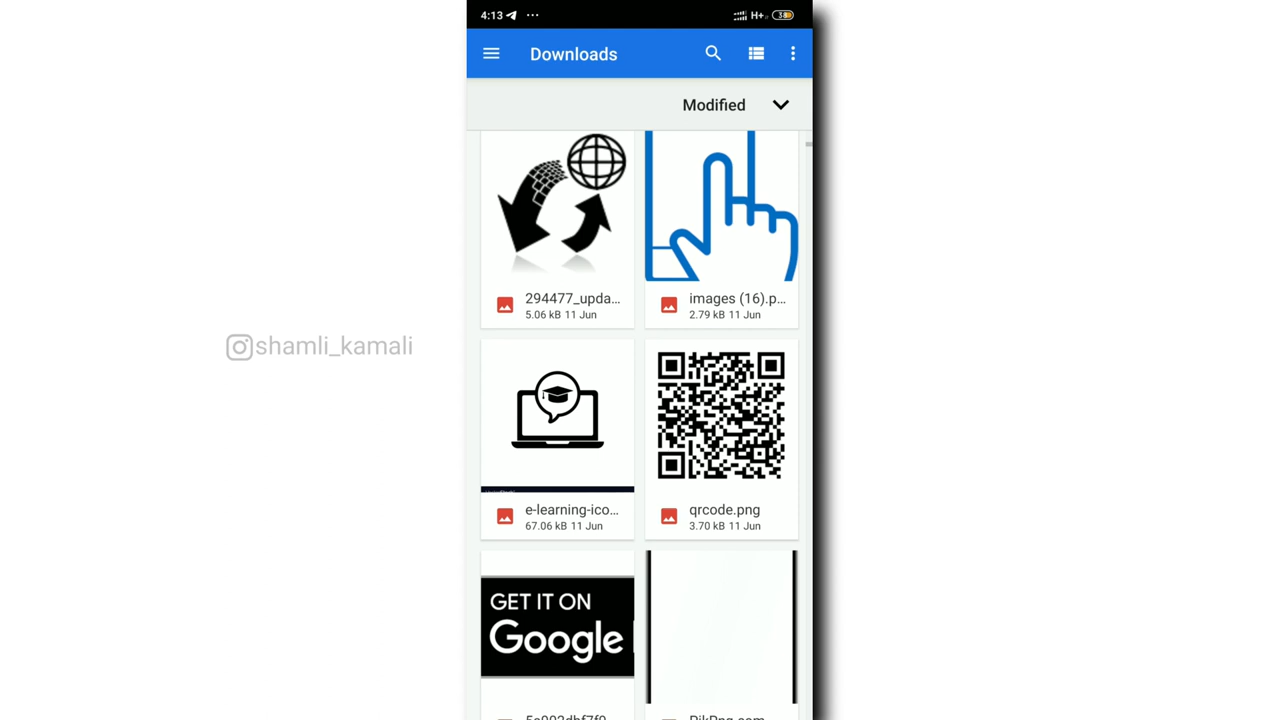 4:13
H+
38
Downloads
Modified
294477_upda...
5.06 kB 11 Jun
images (16).p...
2.79 kB 11 Jun
shamli_kamali
e-learning-ico...
67.06 kB 11 Jun
qrcode.png
3.70 kB 11 Jun
GET IT ON
Google